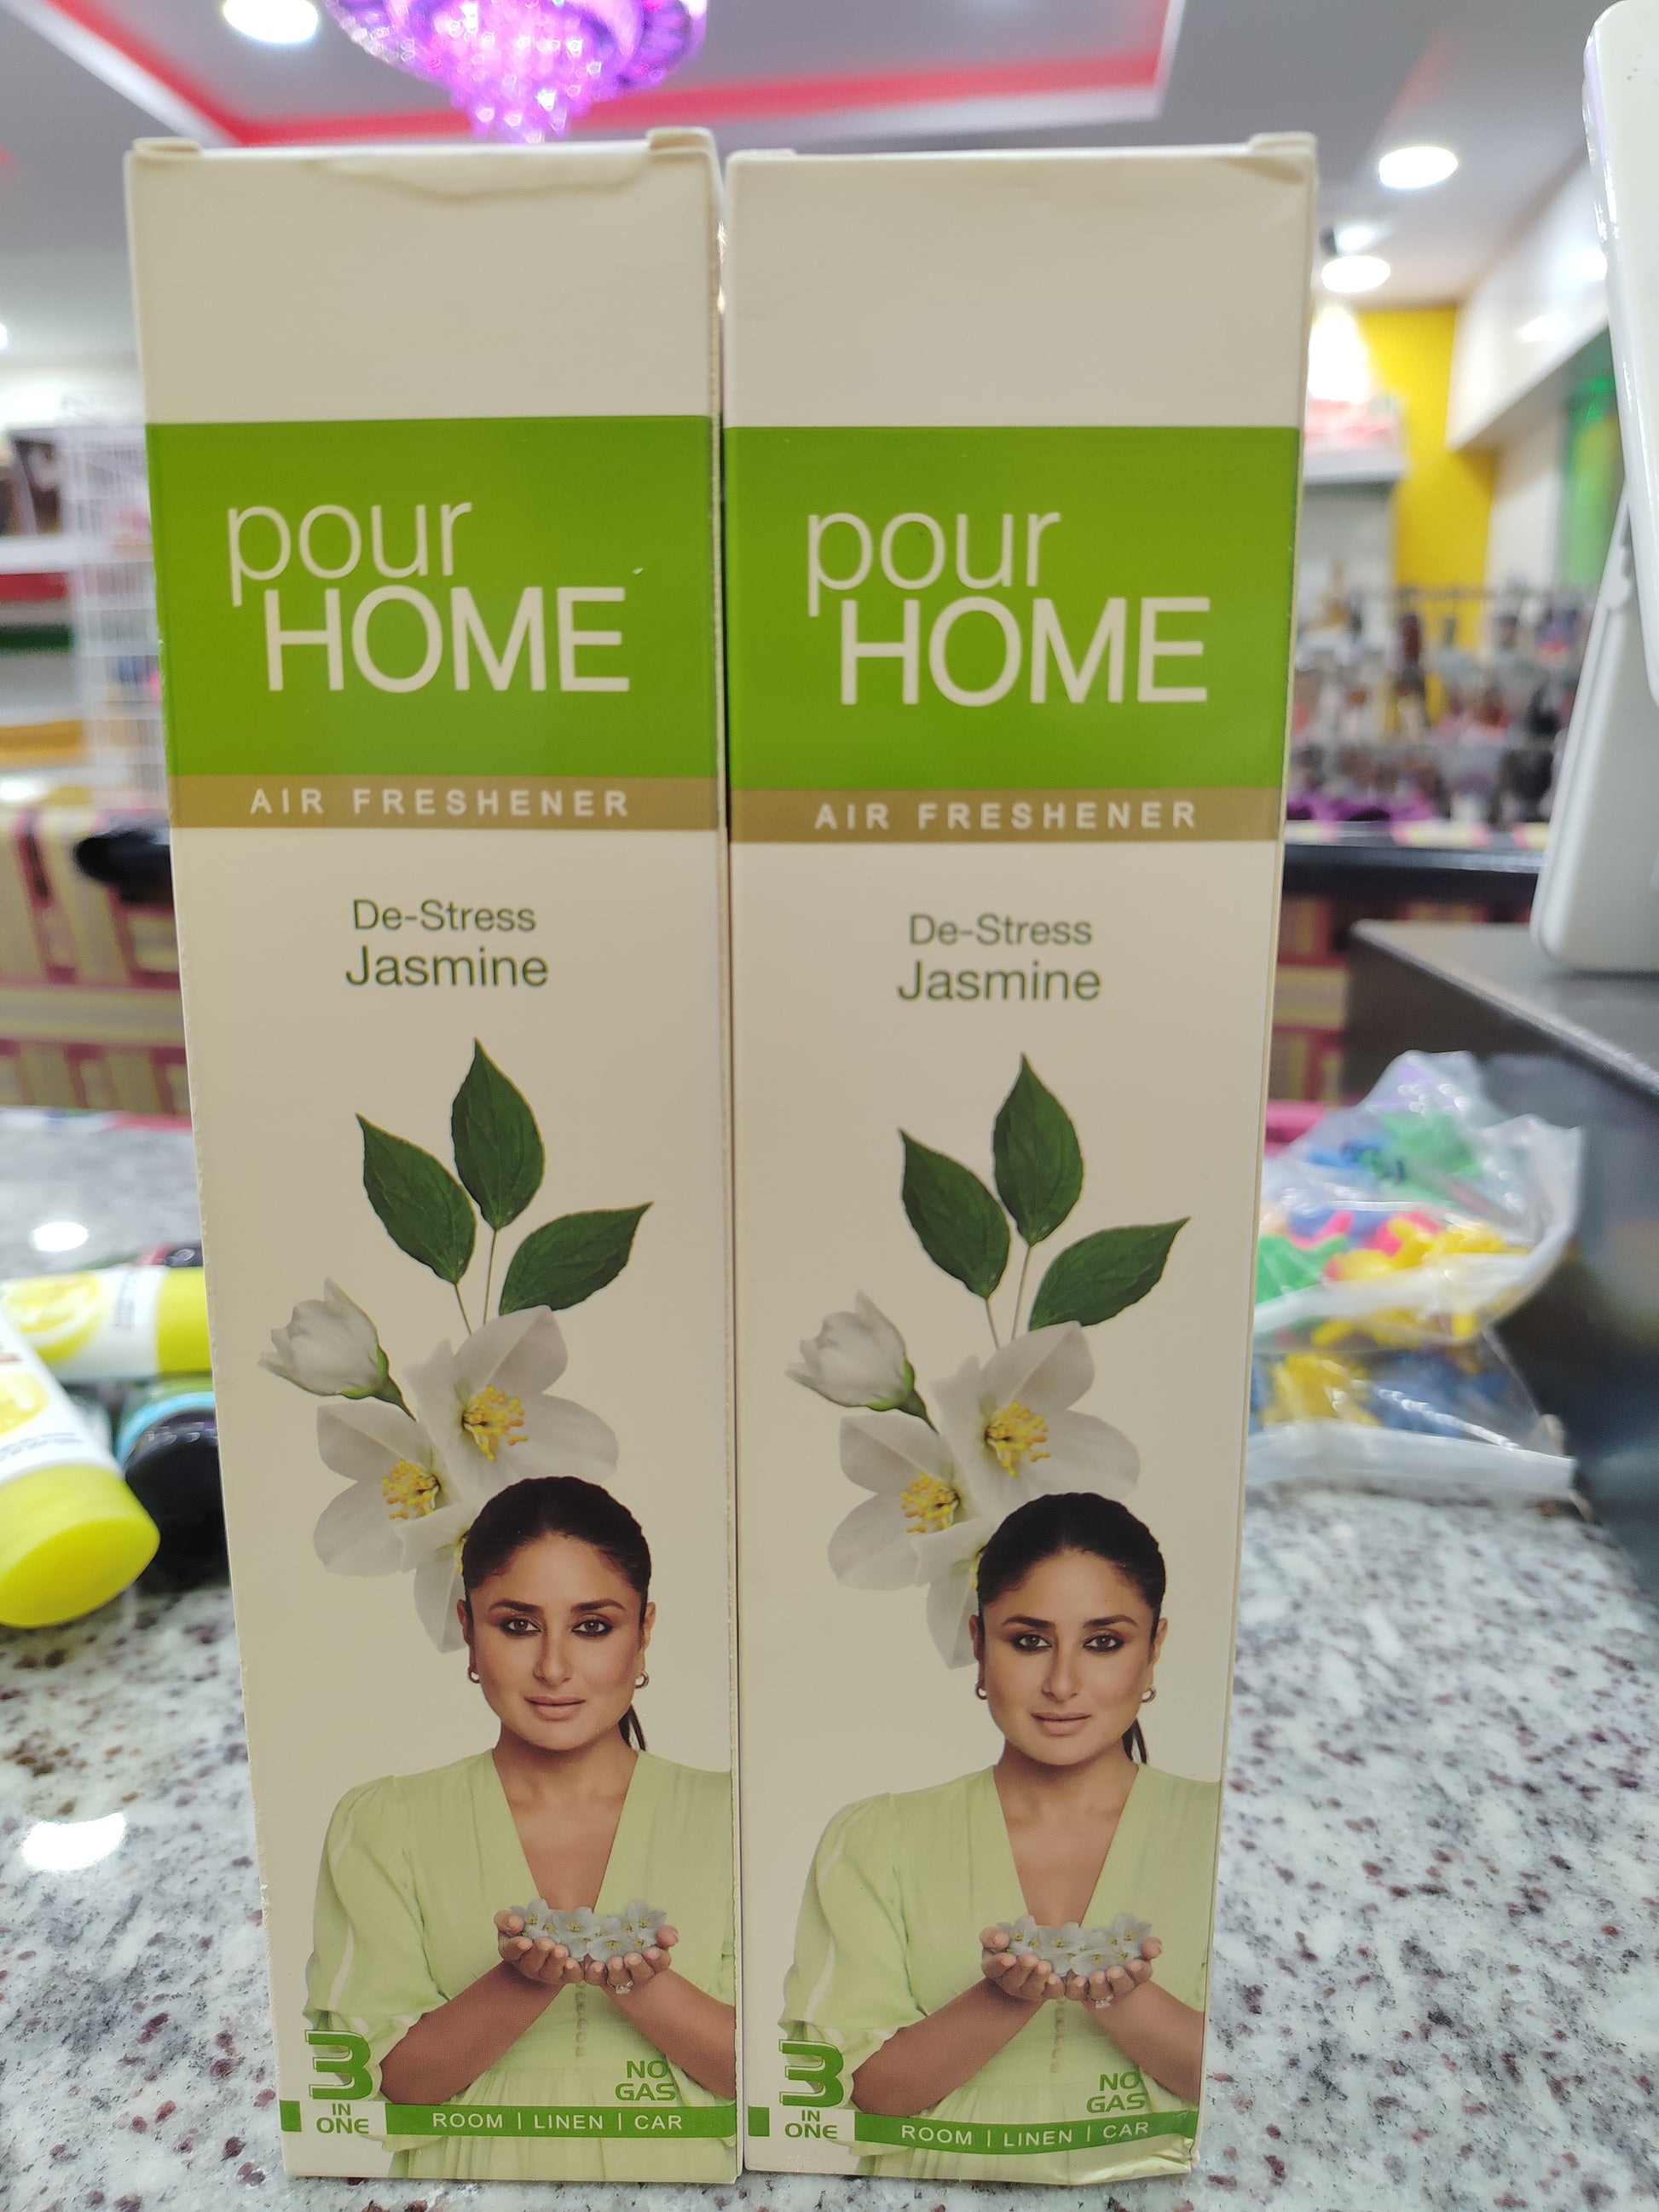 pour
HOME
AIR FRESHENER
De-Stress
Jasmine
3
IN
ONE
NO
GAS
ROOM | LINEN | CAR
pour
HOME
AIR FRESHENER
De-Stress
Jasmine
3
IN
ONE
NO
GAS
ROOM | LINEN | CAR